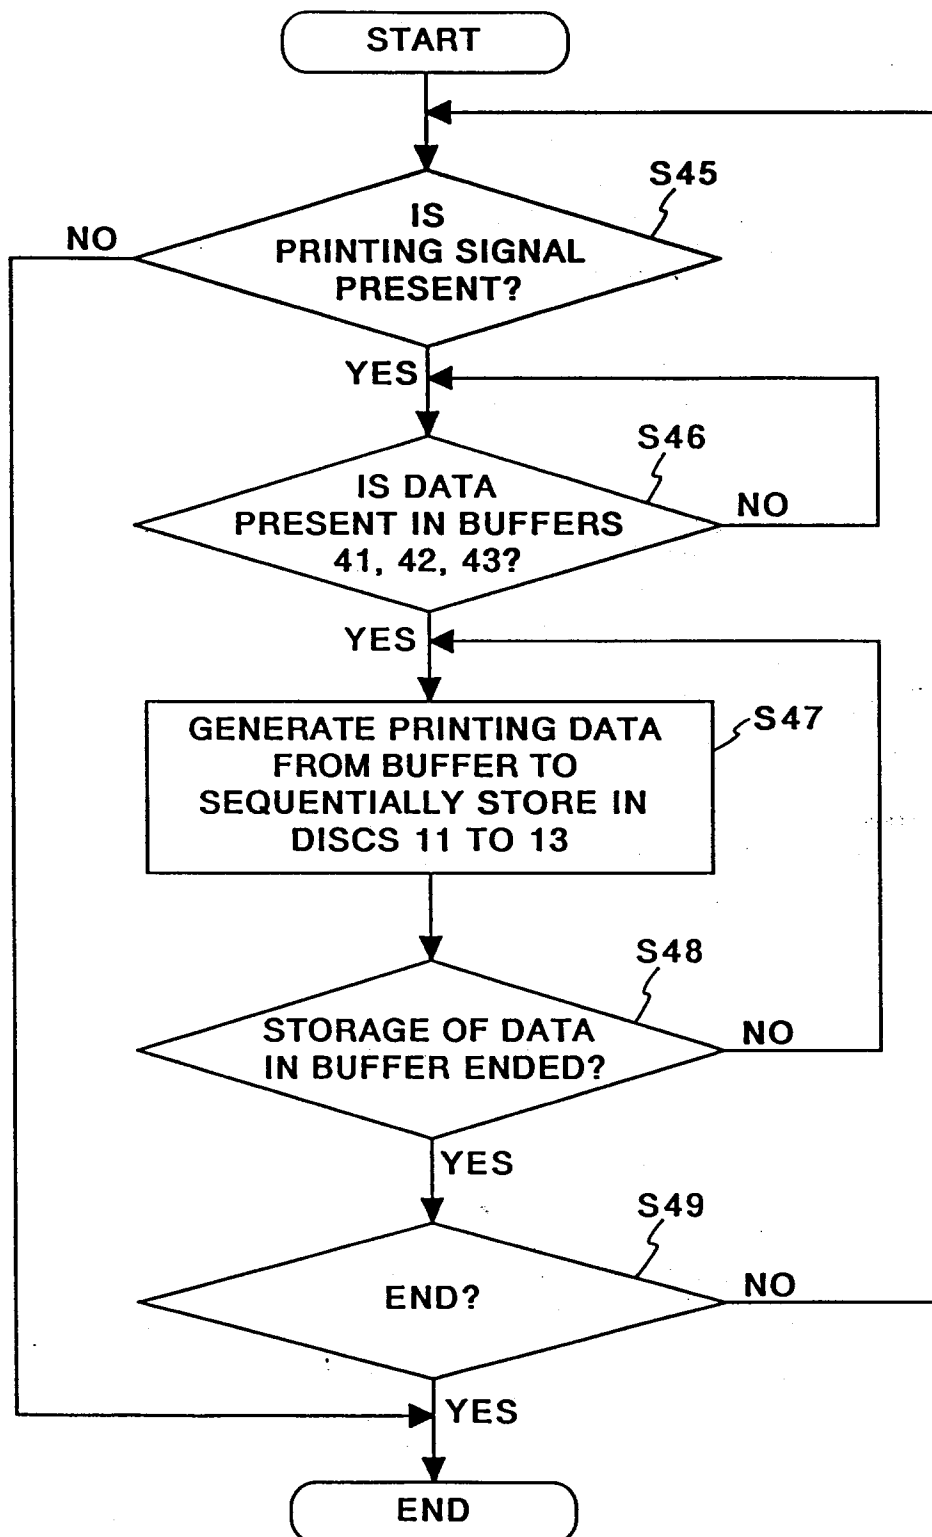 START
S45
IS
PRINTING SIGNAL
PRESENT?
NO
YES
S46
IS DATA
PRESENT IN BUFFERS
41, 42, 43?
NO
YES
S47
GENERATE PRINTING DATA
FROM BUFFER TO
SEQUENTIALLY STORE IN
DISCS 11 TO 13
S48
STORAGE OF DATA
IN BUFFER ENDED?
NO
YES
S49
END?
NO
YES
END